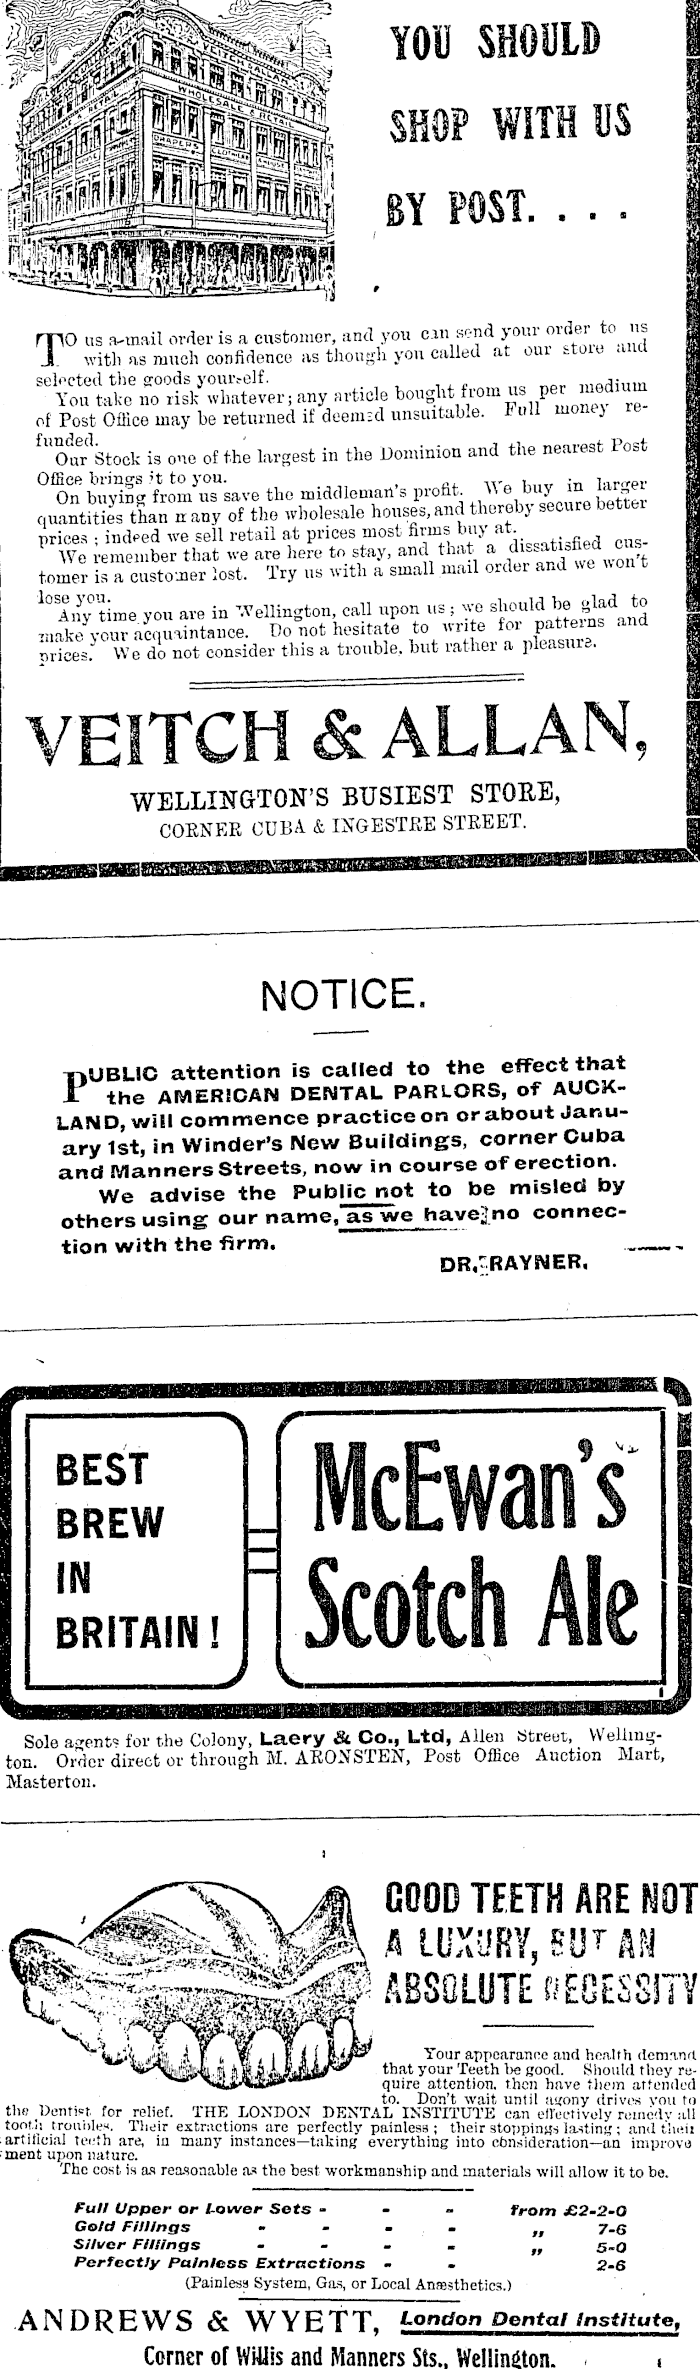 VEITCH & ALLAN
WHOLESALE & RETAIL
DRAPERS CLOTHIERS
YOU SHOULD
SHOP WITH US
BY POST. . . .
TO us a mail order is a customer, and you can send your order to us
with as much confidence as though you called at our store and
selected the goods yourself.
You take no risk whatever; any article bought from us per medium
of Post Office may be returned if deemed unsuitable. Full money re-
funded.
Our Stock is one of the largest in the Dominion and the nearest Post
Office brings it to you.
On buying from us save the middleman's profit. We buy in larger
quantities than many of the wholesale houses, and thereby secure better
prices; indeed we sell retail at prices most firms buy at.
We remember that we are here to stay, and that a dissatisfied cus-
tomer is a customer lost. Try us with a small mail order and we won't
lose you.
Any time you are in Wellington, call upon us; we should be glad to
make your acquaintance. Do not hesitate to write for patterns and
prices. We do not consider this a trouble, but rather a pleasure.
VEITCH & ALLAN,
WELLINGTON'S BUSIEST STORE,
CORNER CUBA & INGESTRE STREET.
NOTICE.
PUBLIC attention is called to the effect that
the AMERICAN DENTAL PARLORS, of AUCK-
LAND, will commence practice on or about Janu-
ary 1st, in Winder's New Buildings, corner Cuba
and Manners Streets, now in course of erection.
We advise the Public not to be misled by
others using our name, as we have no connec-
tion with the firm.
DR. RAYNER.
BEST
BREW
IN
BRITAIN!
McEwan's
Scotch Ale
Sole agents for the Colony, Laery & Co., Ltd, Allen Street, Welling-
ton. Order direct or through M. ARONSTEN, Post Office Auction Mart,
Masterton.
GOOD TEETH ARE NOT
A LUXURY, BUT AN
ABSOLUTE NECESSITY
Your appearance and health demand
that your Teeth be good. Should they re-
quire attention, then have them attended
to. Don't wait until agony drives you to
the Dentist for relief. THE LONDON DENTAL INSTITUTE can effectively remedy all
tooth troubles. Their extractions are perfectly painless; their stoppings lasting; and their
artificial teeth are, in many instances—taking everything into consideration—an improve
ment upon nature.
The cost is as reasonable as the best workmanship and materials will allow it to be.
Full Upper or Lower Sets - - - from £2-2-0
Gold Fillings - - - - ,, 7-6
Silver Fillings - - - - ,, 5-0
Perfectly Painless Extractions - - 2-6
(Painless System, Gas, or Local Anæsthetics.)
ANDREWS & WYETT, London Dental Institute,
Corner of Willis and Manners Sts., Wellington.